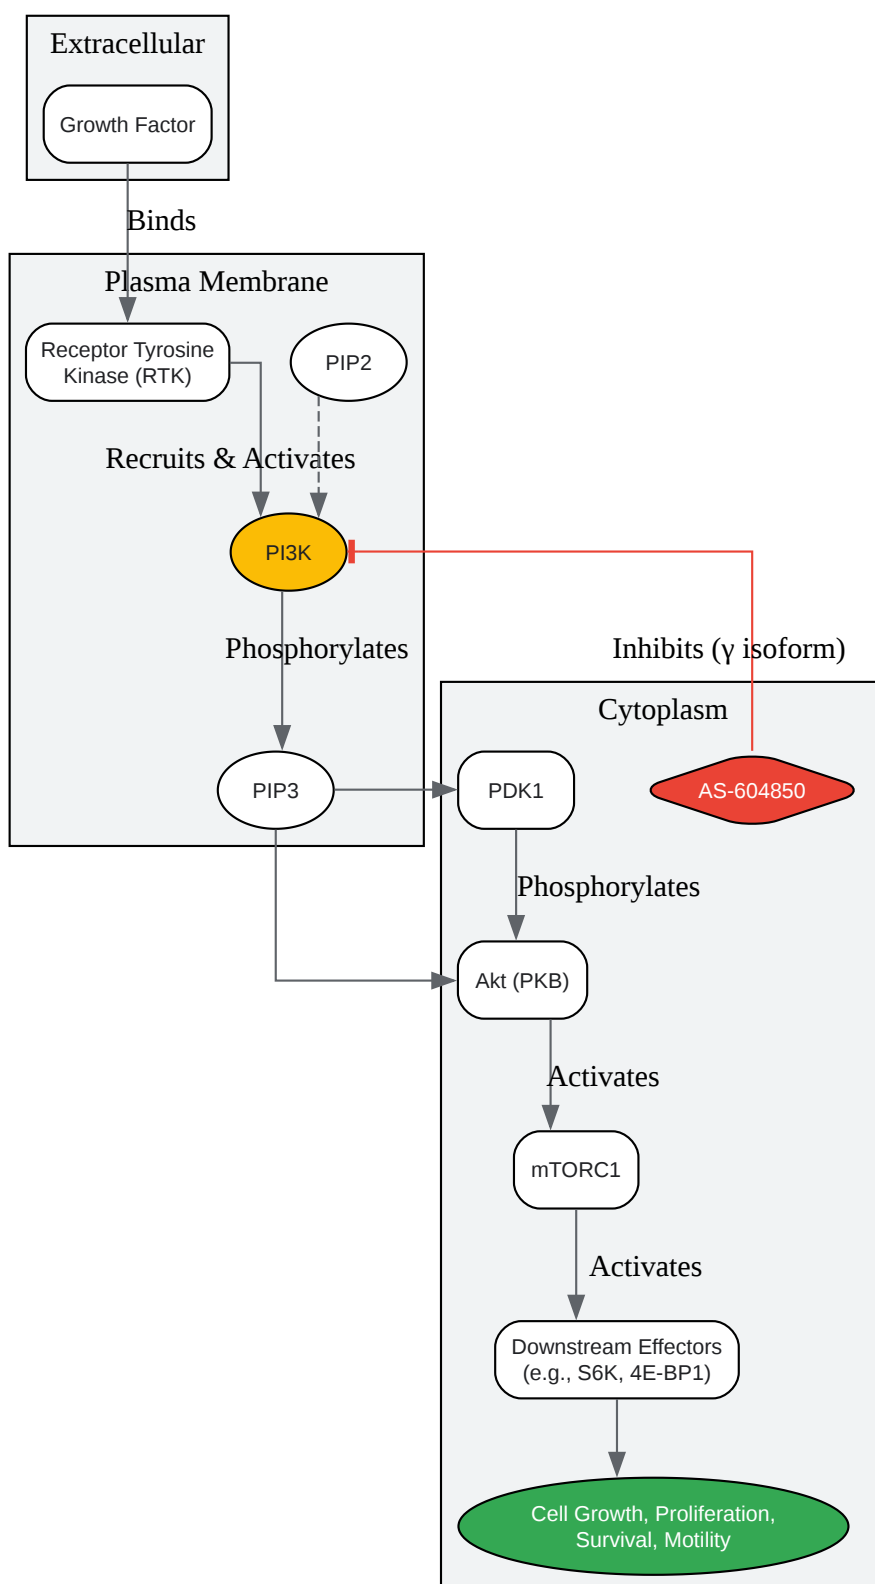 Extracellular
Growth Factor
Binds
Plasma Membrane
Receptor Tyrosine
Kinase (RTK)
PIP2
Recruits & Activates
PI3K
Phosphorylates
Inhibits (γ isoform)
Cytoplasm
PIP3
PDK1
AS-604850
Phosphorylates
Akt (PKB)
Activates
mTORC1
Activates
Downstream Effectors
(e.g., S6K, 4E-BP1)
Cell Growth, Proliferation,
Survival, Motility